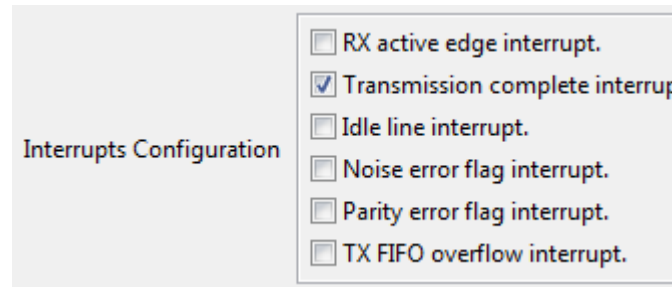 RX active edge interrupt.
Transmission complete interrup
Idle line interrupt.
Interrupts Configuration
Noise error flag interrupt.
Parity error flag interrupt.
TX FIFO overflow interrupt.